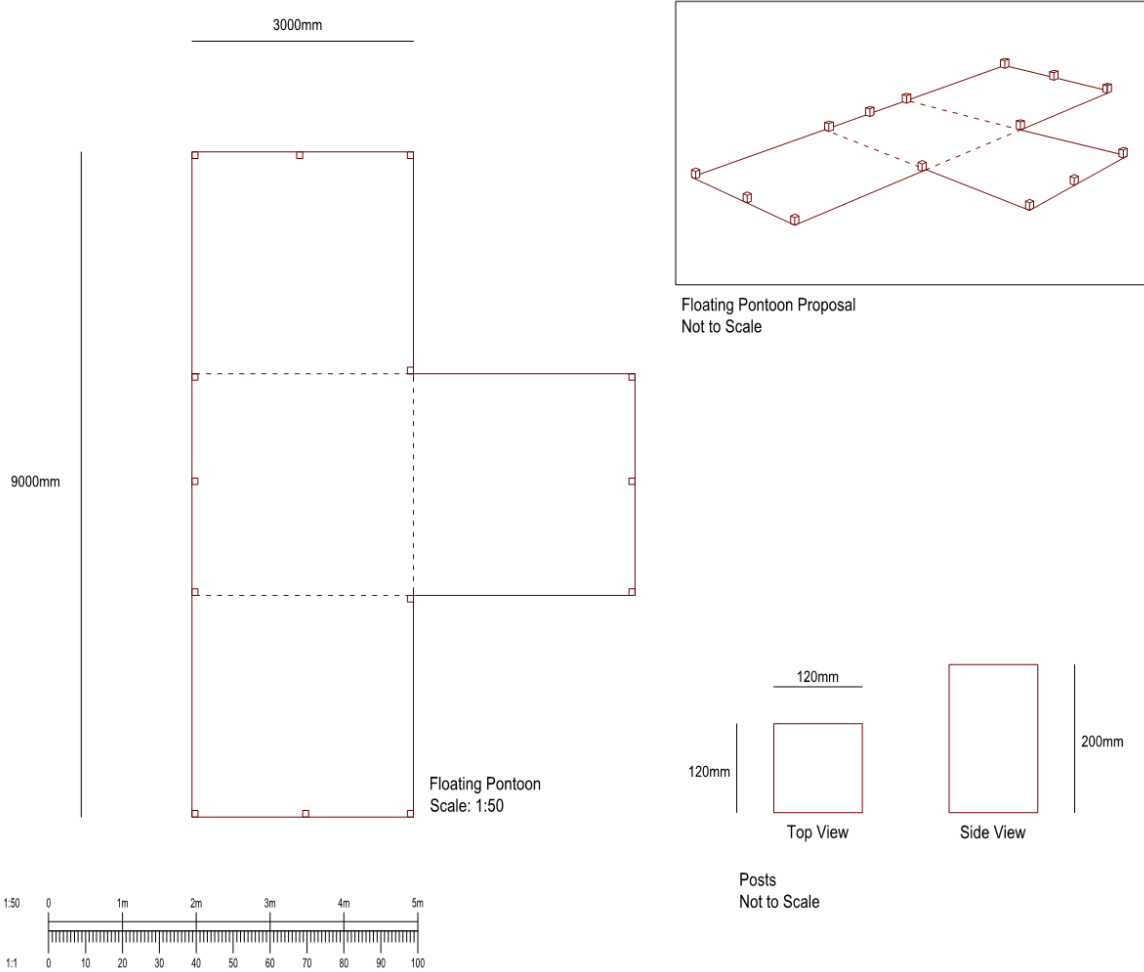 3000mm
Floating Pontoon Proposal
Not to Scale
9000mm
Floating Pontoon
Scale: 1:50
120mm
120mm
200mm
Top View
Side View
Posts
Not to Scale
1:50 0 1m 2m 3m 4m 5m
1:1 0 10 20 30 40 50 60 70 80 90 100